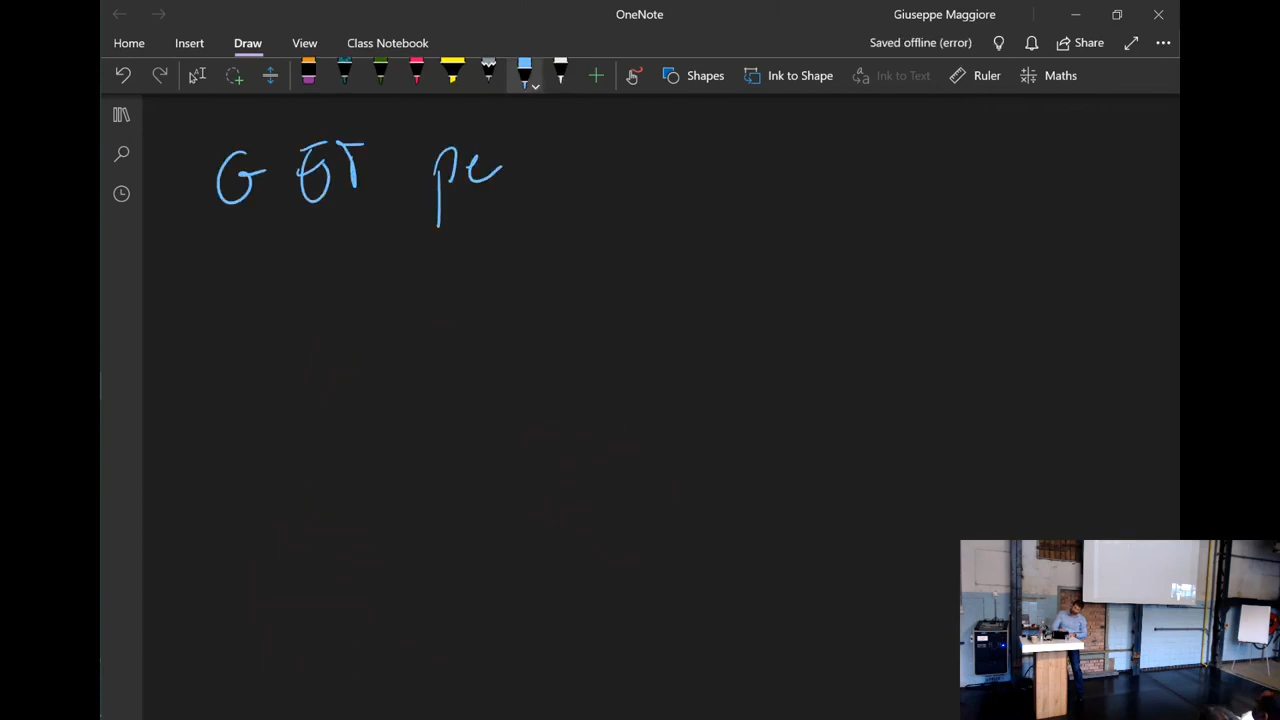 OneNote
Giuseppe Maggiore
Home Insert Draw View Class Notebook
Saved offline (error) Share
Shapes Ink to Shape Ink to Text Ruler Maths
GET pe